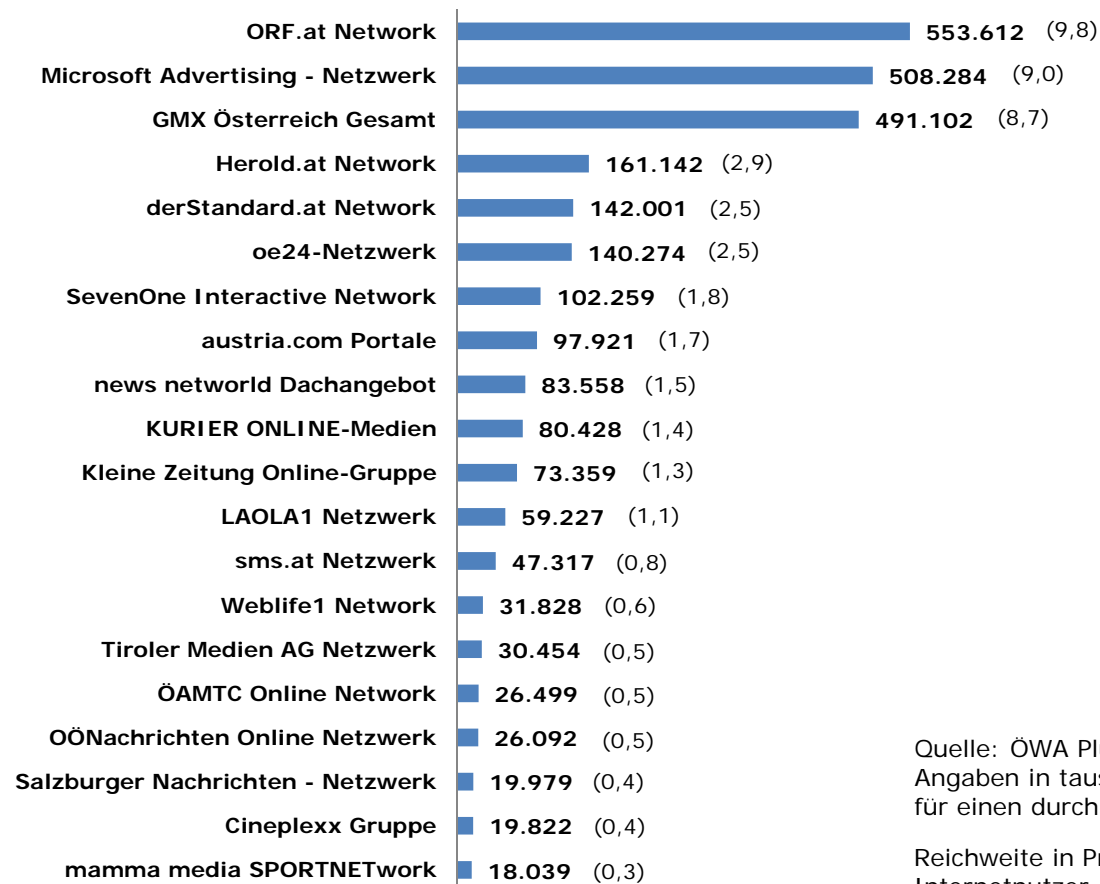 ORF.at Network 553.612 (9,8)
Microsoft Advertising - Netzwerk 508.284 (9,0)
GMX Österreich Gesamt 491.102 (8,7)
Herold.at Network 161.142 (2,9)
derStandard.at Network 142.001 (2,5)
oe24-Netzwerk 140.274 (2,5)
SevenOne Interactive Network 102.259 (1,8)
austria.com Portale 97.921 (1,7)
news networld Dachangebot 83.558 (1,5)
KURIER ONLINE-Medien 80.428 (1,4)
Kleine Zeitung Online-Gruppe 73.359 (1,3)
LAOLA1 Netzwerk 59.227 (1,1)
sms.at Netzwerk 47.317 (0,8)
Weblife1 Network 31.828 (0,6)
Tiroler Medien AG Netzwerk 30.454 (0,5)
ÖAMTC Online Network 26.499 (0,5)
OÖNachrichten Online Netzwerk 26.092 (0,5)
Salzburger Nachrichten - Netzwerk 19.979 (0,4)
Cineplexx Gruppe 19.822 (0,4)
mamma media SPORTNETwork 18.039 (0,3)
Quelle: ÖWA
Angaben in
für einen
Reichweite in